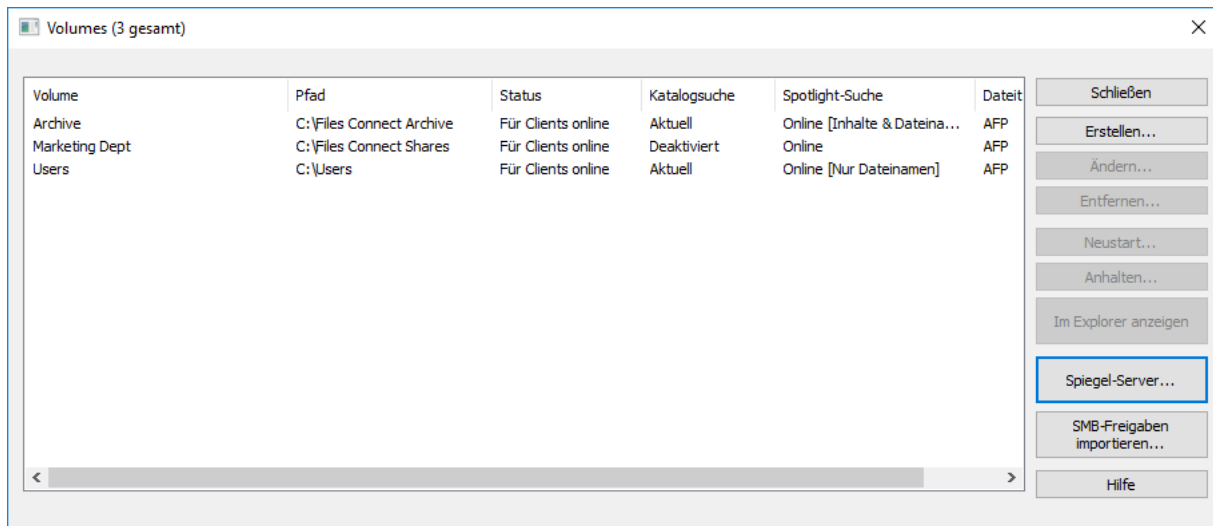 Volumes (3 gesamt)
Volume Pfad Status Katalogsuche Spotlight-Suche Dateit
Archive C:\Files Connect Archive Für Clients online Aktuell Online [Inhalte & Dateina... AFP
Marketing Dept C:\Files Connect Shares Für Clients online Deaktiviert Online AFP
Users C:\Users Für Clients online Aktuell Online [Nur Dateinamen] AFP
Schließen
Erstellen...
Ändern...
Entfernen...
Neustart...
Anhalten...
Im Explorer anzeigen
Spiegel-Server...
SMB-Freigaben
importieren...
Hilfe